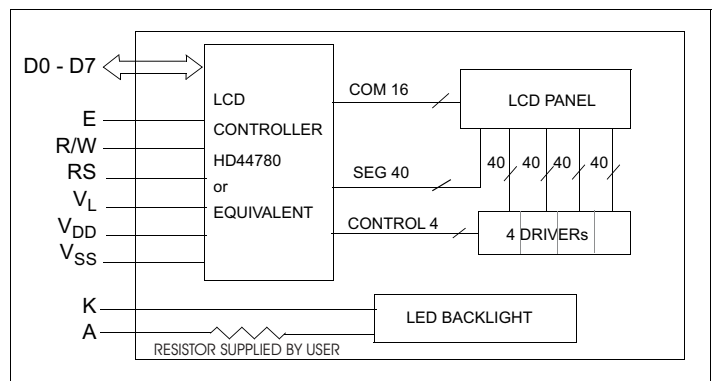 D0 - D7
E
R/W
RS
VL
VDD
VSS
K
A
LCD
CONTROLLER
HD44780
or
EQUIVALENT
COM 16
SEG 40
CONTROL 4
LCD PANEL
40 40 40 40
4 DRIVERs
LED BACKLIGHT
RESISTOR SUPPLIED BY USER